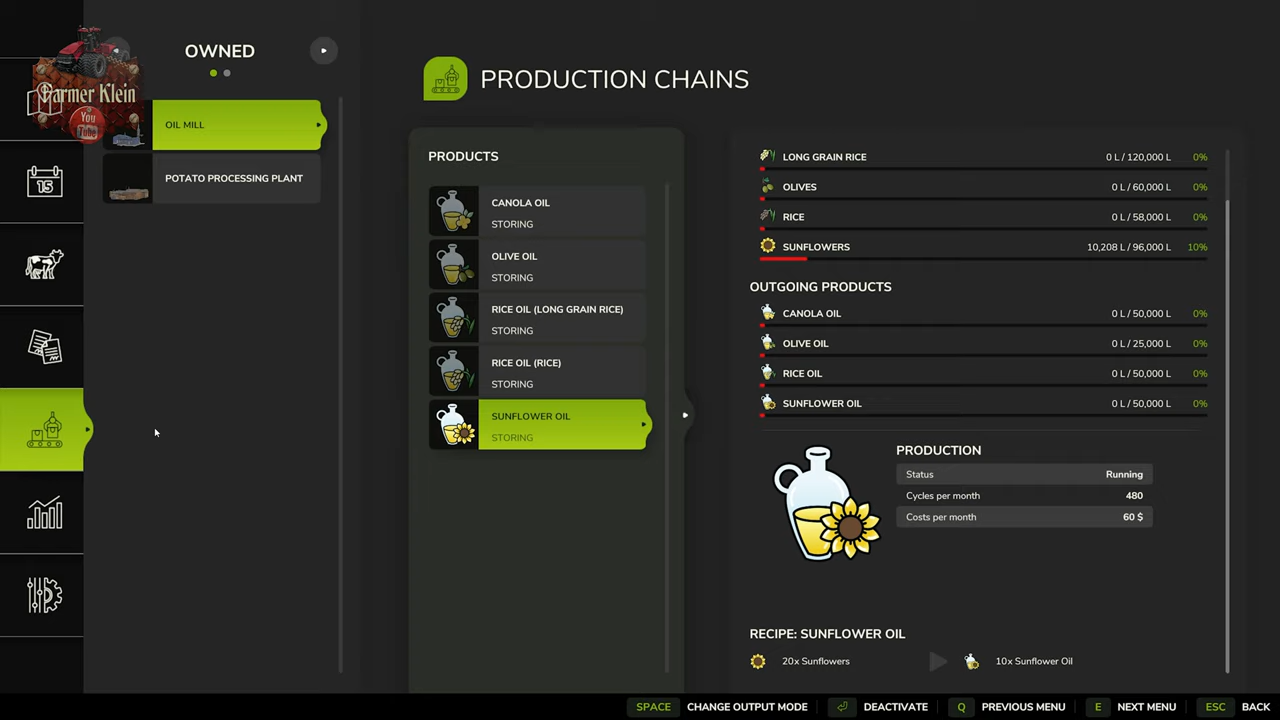 OWNED
Farmer Klein
You
Tube
OIL MILL
POTATO PROCESSING PLANT
15
PRODUCTION CHAINS
PRODUCTS
CANOLA OIL
STORING
OLIVE OIL
STORING
RICE OIL (LONG GRAIN RICE)
STORING
RICE OIL (RICE)
STORING
SUNFLOWER OIL
STORING
LONG GRAIN RICE 0 L / 120,000 L 0%
OLIVES 0 L / 60,000 L 0%
RICE 0 L / 58,000 L 0%
SUNFLOWERS 10,208 L / 96,000 L 10%
OUTGOING PRODUCTS
CANOLA OIL 0 L / 50,000 L 0%
OLIVE OIL 0 L / 25,000 L 0%
RICE OIL 0 L / 50,000 L 0%
SUNFLOWER OIL 0 L / 50,000 L 0%
PRODUCTION
Status Running
Cycles per month 480
Costs per month 60 $
RECIPE: SUNFLOWER OIL
20x Sunflowers 10x Sunflower Oil
SPACE CHANGE OUTPUT MODE DEACTIVATE Q PREVIOUS MENU E NEXT MENU ESC BACK